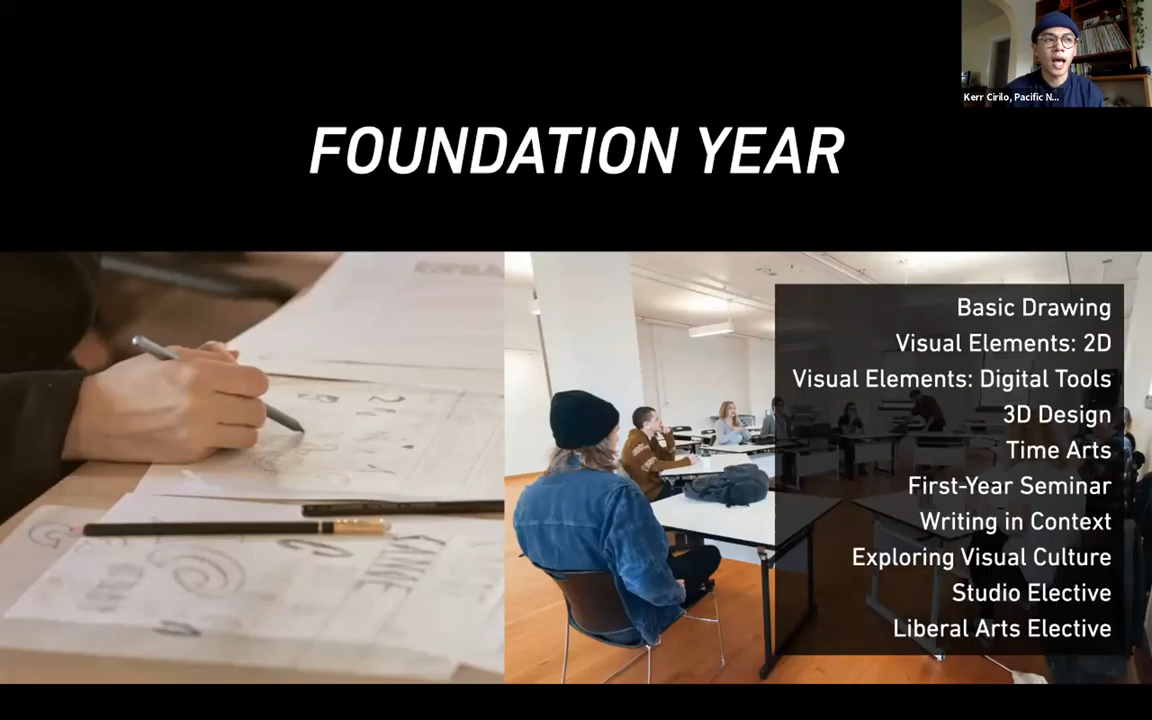 Kerr Cirilo, Pacific N...
FOUNDATION YEAR
Basic Drawing
Visual Elements: 2D
Visual Elements: Digital Tools
3D Design
Time Arts
First-Year Seminar
Writing in Context
Exploring Visual Culture
Studio Elective
Liberal Arts Elective